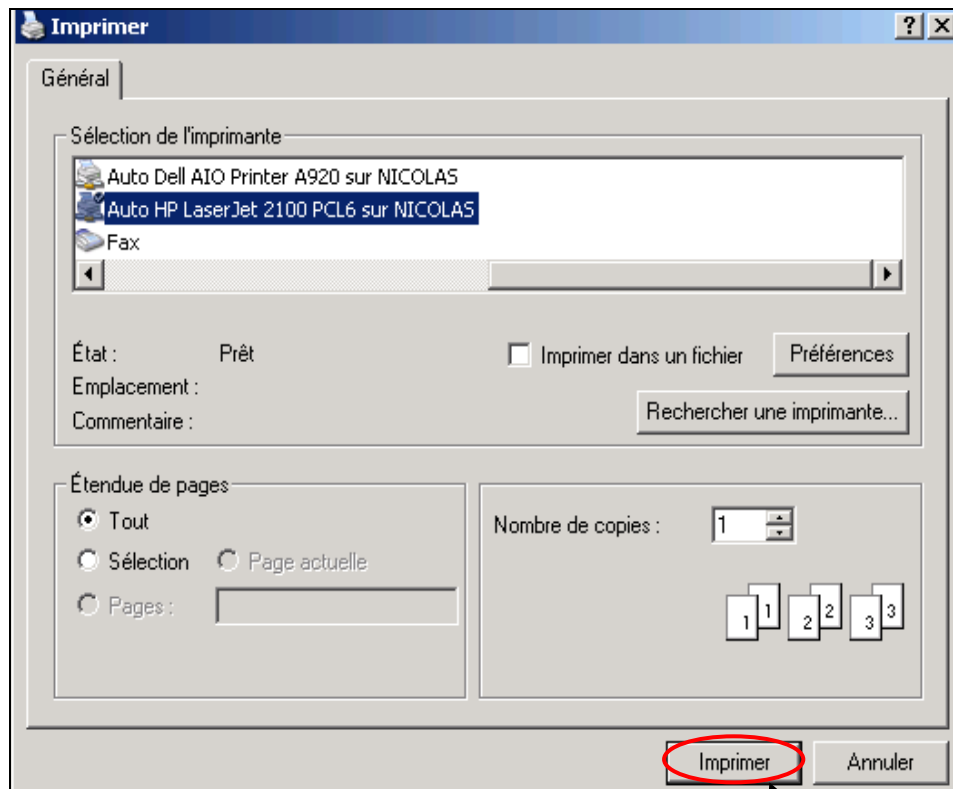 Imprimer
Général
Sélection de l'imprimante
Auto Dell AIO Printer A920 sur NICOLAS
Auto HP LaserJet 2100 PCL6 sur NICOLAS
Fax
État : Prêt
Imprimer dans un fichier Préférences
Emplacement :
Rechercher une imprimante...
Commentaire :
Étendue de pages
Tout
Sélection Page actuelle
Pages :
Nombre de copies : 1
1 1 2 2 3 3
Imprimer Annuler